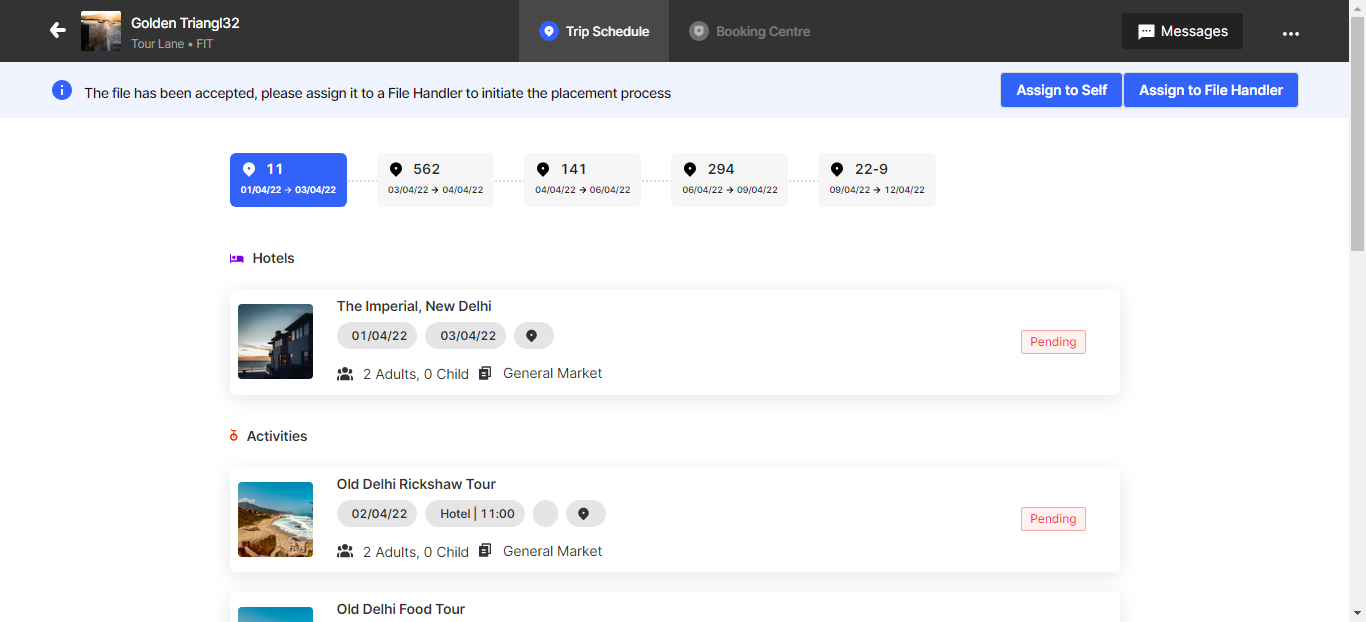 Golden Triangl32
Tour Lane • FIT
Trip Schedule
Booking Centre
Messages
The file has been accepted, please assign it to a File Handler to initiate the placement process
Assign to Self
Assign to File Handler
11
01/04/22 → 03/04/22
562
03/04/22 → 04/04/22
141
04/04/22 → 06/04/22
294
06/04/22 → 09/04/22
22-9
09/04/22 → 12/04/22
Hotels
The Imperial, New Delhi
01/04/22 03/04/22
Pending
2 Adults, 0 Child General Market
Activities
Old Delhi Rickshaw Tour
02/04/22 Hotel | 11:00
Pending
2 Adults, 0 Child General Market
Old Delhi Food Tour